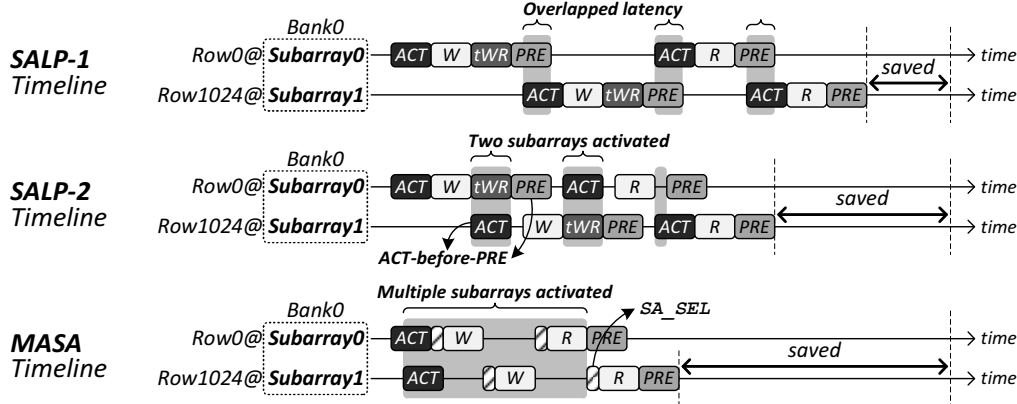 Overlapped latency
Bank0
SALP-1
Timeline
Row0@ Subarray0 ACT W tWR PRE ACT R PRE time
saved
Row1024@ Subarray1 ACT W tWR PRE ACT R PRE time
Two subarrays activated
Bank0
SALP-2
Timeline
Row0@ Subarray0 ACT W tWR PRE ACT R PRE time
saved
Row1024@ Subarray1 ACT W tWR PRE ACT R PRE time
ACT-before-PRE
Multiple subarrays activated
Bank0
SA_SEL
MASA
Timeline
Row0@ Subarray0 ACT W R PRE time
saved
Row1024@ Subarray1 ACT W R PRE time